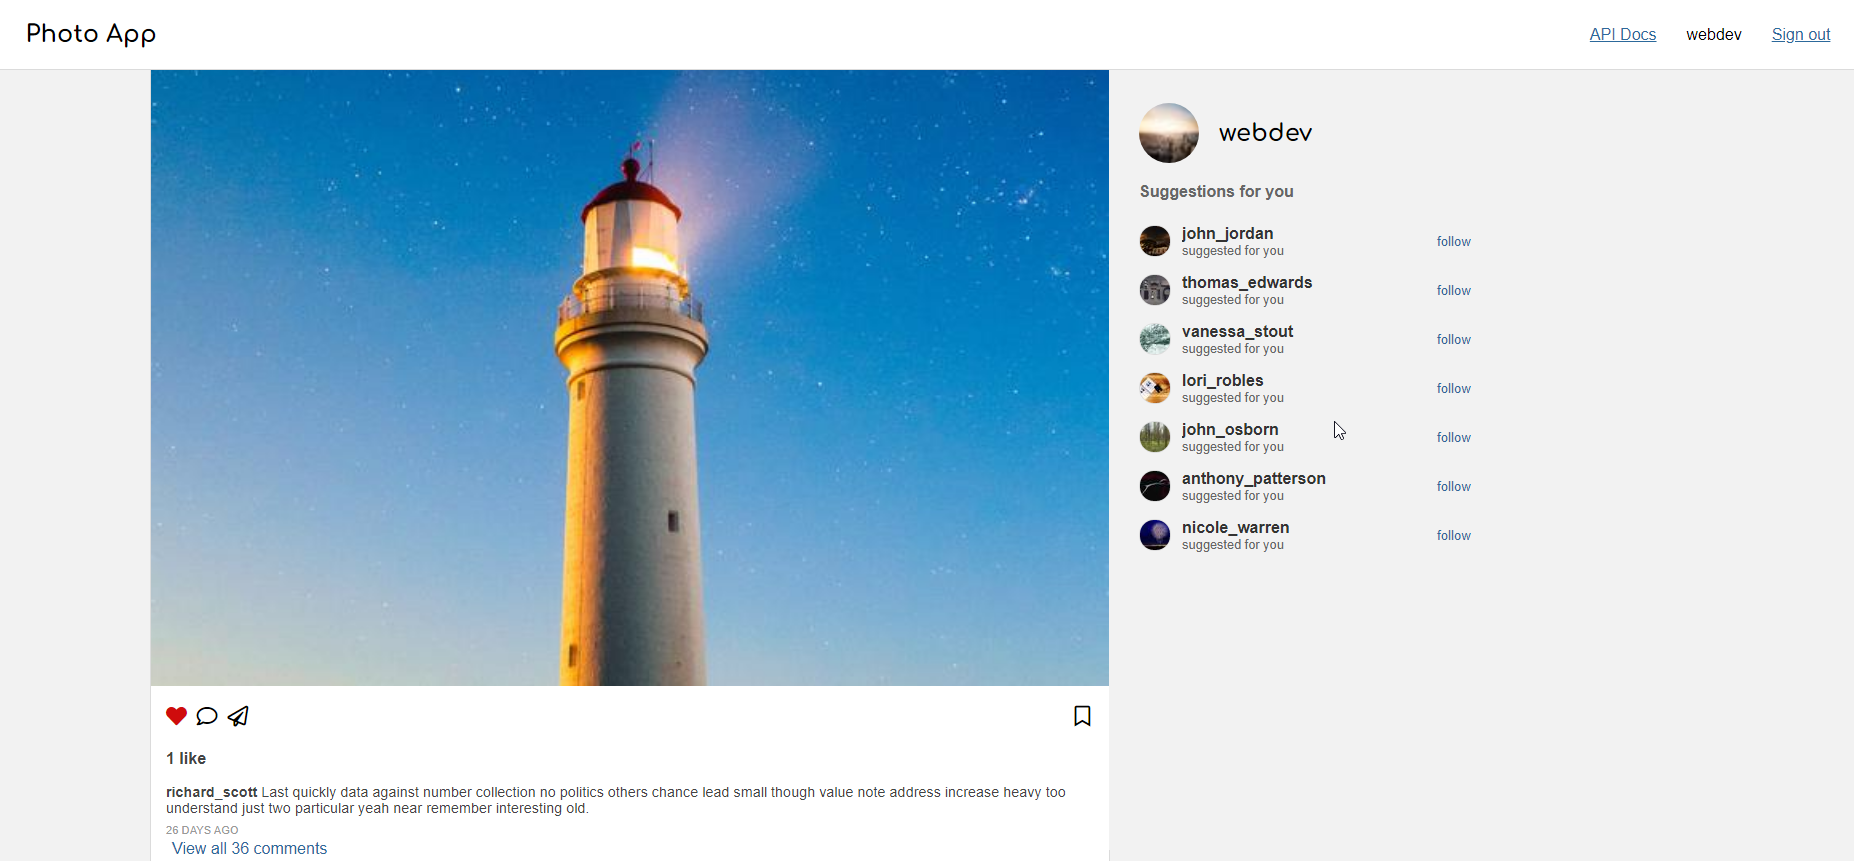 Photo App
API Docs
webdev
Sign out
webdev
Suggestions for you
john_jordan
suggested for you
follow
thomas_edwards
suggested for you
follow
vanessa_stout
suggested for you
follow
lori_robles
suggested for you
follow
john_osborn
suggested for you
follow
anthony_patterson
suggested for you
follow
nicole_warren
suggested for you
follow
1 like
richard_scott Last quickly data against number collection no politics others chance lead small though value note address increase heavy too
understand just two particular yeah near remember interesting old.
26 DAYS AGO
View all 36 comments